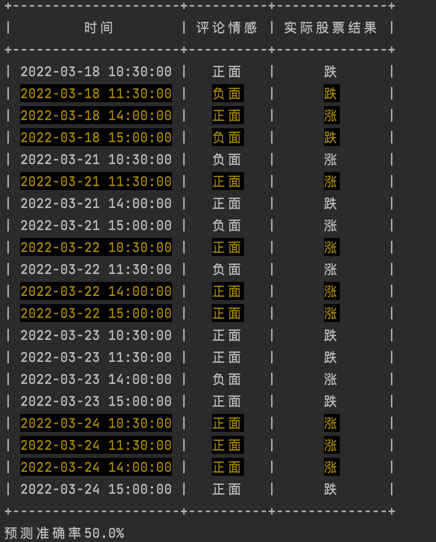 +---------------------+----------+--------------+
| 时间 | 评论情感 | 实际股票结果 |
+---------------------+----------+--------------+
| 2022-03-18 10:30:00 | 正面 | 跌 |
| 2022-03-18 11:30:00 | 负面 | 跌 |
| 2022-03-18 14:00:00 | 正面 | 涨 |
| 2022-03-18 15:00:00 | 负面 | 跌 |
| 2022-03-21 10:30:00 | 负面 | 涨 |
| 2022-03-21 11:30:00 | 正面 | 涨 |
| 2022-03-21 14:00:00 | 正面 | 跌 |
| 2022-03-21 15:00:00 | 负面 | 涨 |
| 2022-03-22 10:30:00 | 正面 | 涨 |
| 2022-03-22 11:30:00 | 负面 | 涨 |
| 2022-03-22 14:00:00 | 正面 | 涨 |
| 2022-03-22 15:00:00 | 正面 | 涨 |
| 2022-03-23 10:30:00 | 正面 | 跌 |
| 2022-03-23 11:30:00 | 正面 | 跌 |
| 2022-03-23 14:00:00 | 负面 | 涨 |
| 2022-03-23 15:00:00 | 正面 | 跌 |
| 2022-03-24 10:30:00 | 正面 | 涨 |
| 2022-03-24 11:30:00 | 正面 | 涨 |
| 2022-03-24 14:00:00 | 正面 | 涨 |
| 2022-03-24 15:00:00 | 正面 | 跌 |
+---------------------+----------+--------------+
预测准确率50.0%